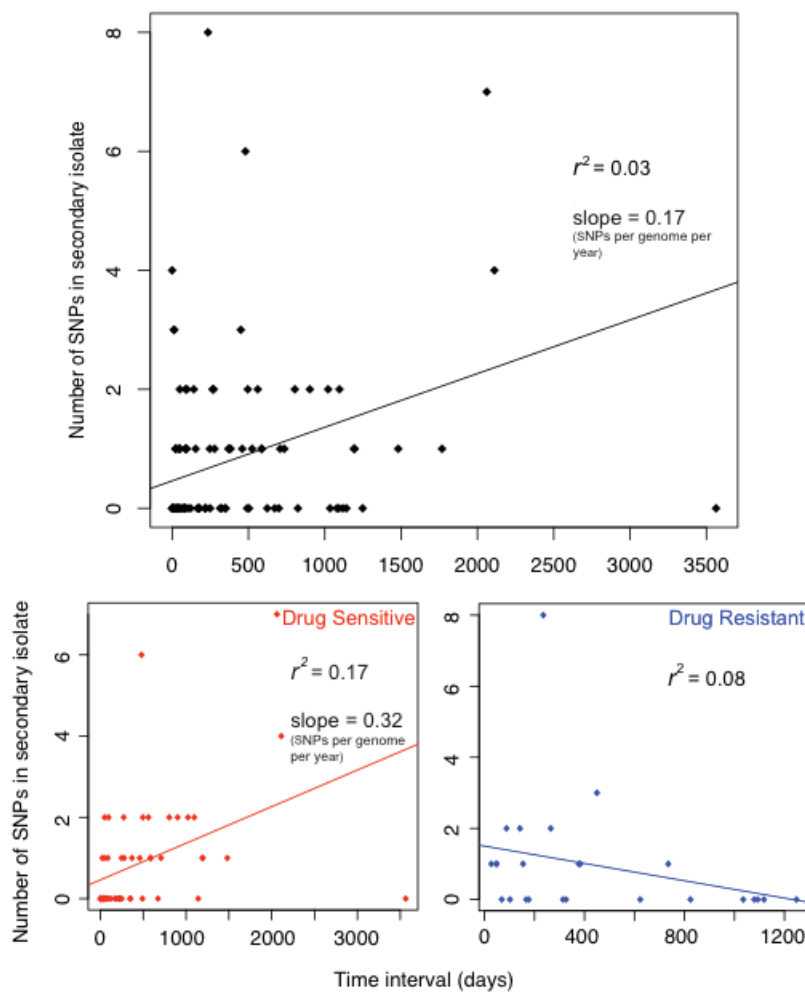 Number of SNPs in secondary isolate
8
6
4
2
0
r² = 0.03
slope = 0.17
(SNPs per genome per
year)
0 500 1000 1500 2000 2500 3000 3500
Number of SNPs in secondary isolate
6
4
2
0
Drug Sensitive
r² = 0.17
slope = 0.32
(SNPs per genome
per year)
0 1000 2000 3000
8
6
4
2
0
Drug Resistant
r² = 0.08
0 400 800 1200
Time interval (days)